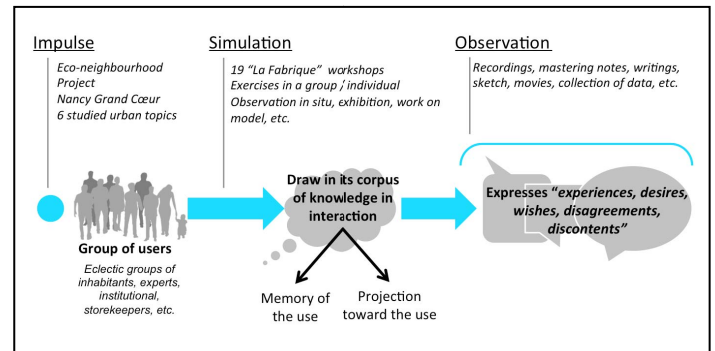 Impulse
Eco-neighbourhood
Project
Nancy Grand Cœur
6 studied urban topics
Simulation
19 "La Fabrique" workshops
Exercises in a group / individual
Observation in situ, exhibition, work on
model, etc.
Observation
Recordings, mastering notes, writings,
sketch, movies, collection of data, etc.
Group of users
Eclectic groups of
inhabitants, experts,
institutional,
storekeepers, etc.
Draw in its corpus
of knowledge in
interaction
Memory of
the use
Projection
toward the use
Expresses "experiences, desires,
wishes, disagreements,
discontents"